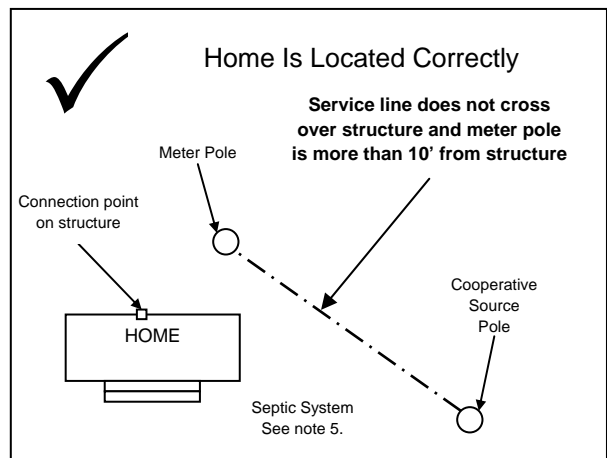 Home Is Located Correctly
Service line does not cross
over structure and meter pole
is more than 10’ from structure
Meter Pole
Connection point
on structure
Cooperative
Source
Pole
HOME
Septic System
See note 5.